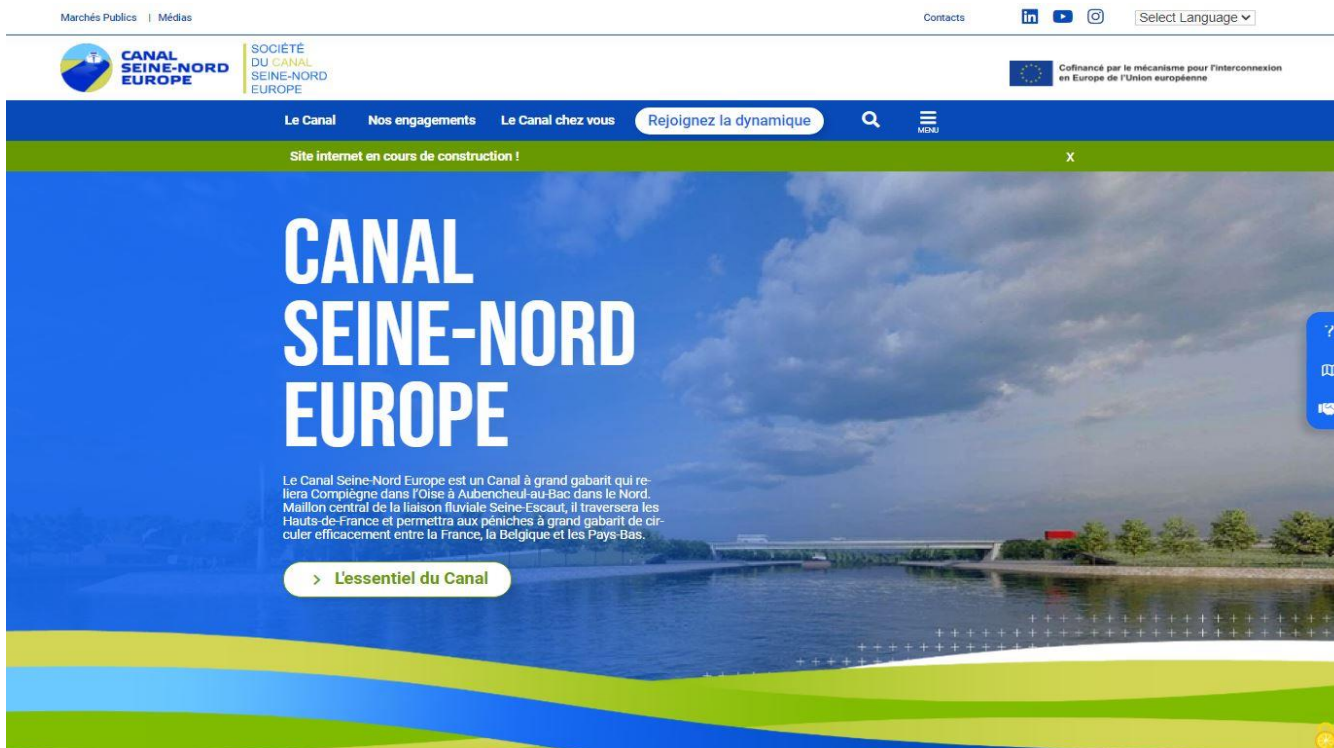 Marchés Publics | Médias
Contacts
Select Language
CANAL
SEINE-NORD
EUROPE
SOCIÉTÉ
DU CANAL
SEINE-NORD
EUROPE
Cofinancé par le mécanisme pour l'interconnexion
en Europe de l'Union européenne
Le Canal Nos engagements Le Canal chez vous Rejoignez la dynamique
MENU
Site internet en cours de construction ! X
CANAL
SEINE-NORD
EUROPE
Le Canal Seine-Nord Europe est un Canal à grand gabarit qui re-
liera Compiègne dans l'Oise à Aubencheul-au-Bac dans le Nord.
Maillon central de la liaison fluviale Seine-Escaut, il traversera les
Hauts-de-France et permettra aux péniches à grand gabarit de cir-
culer efficacement entre la France, la Belgique et les Pays-Bas.
> L'essentiel du Canal